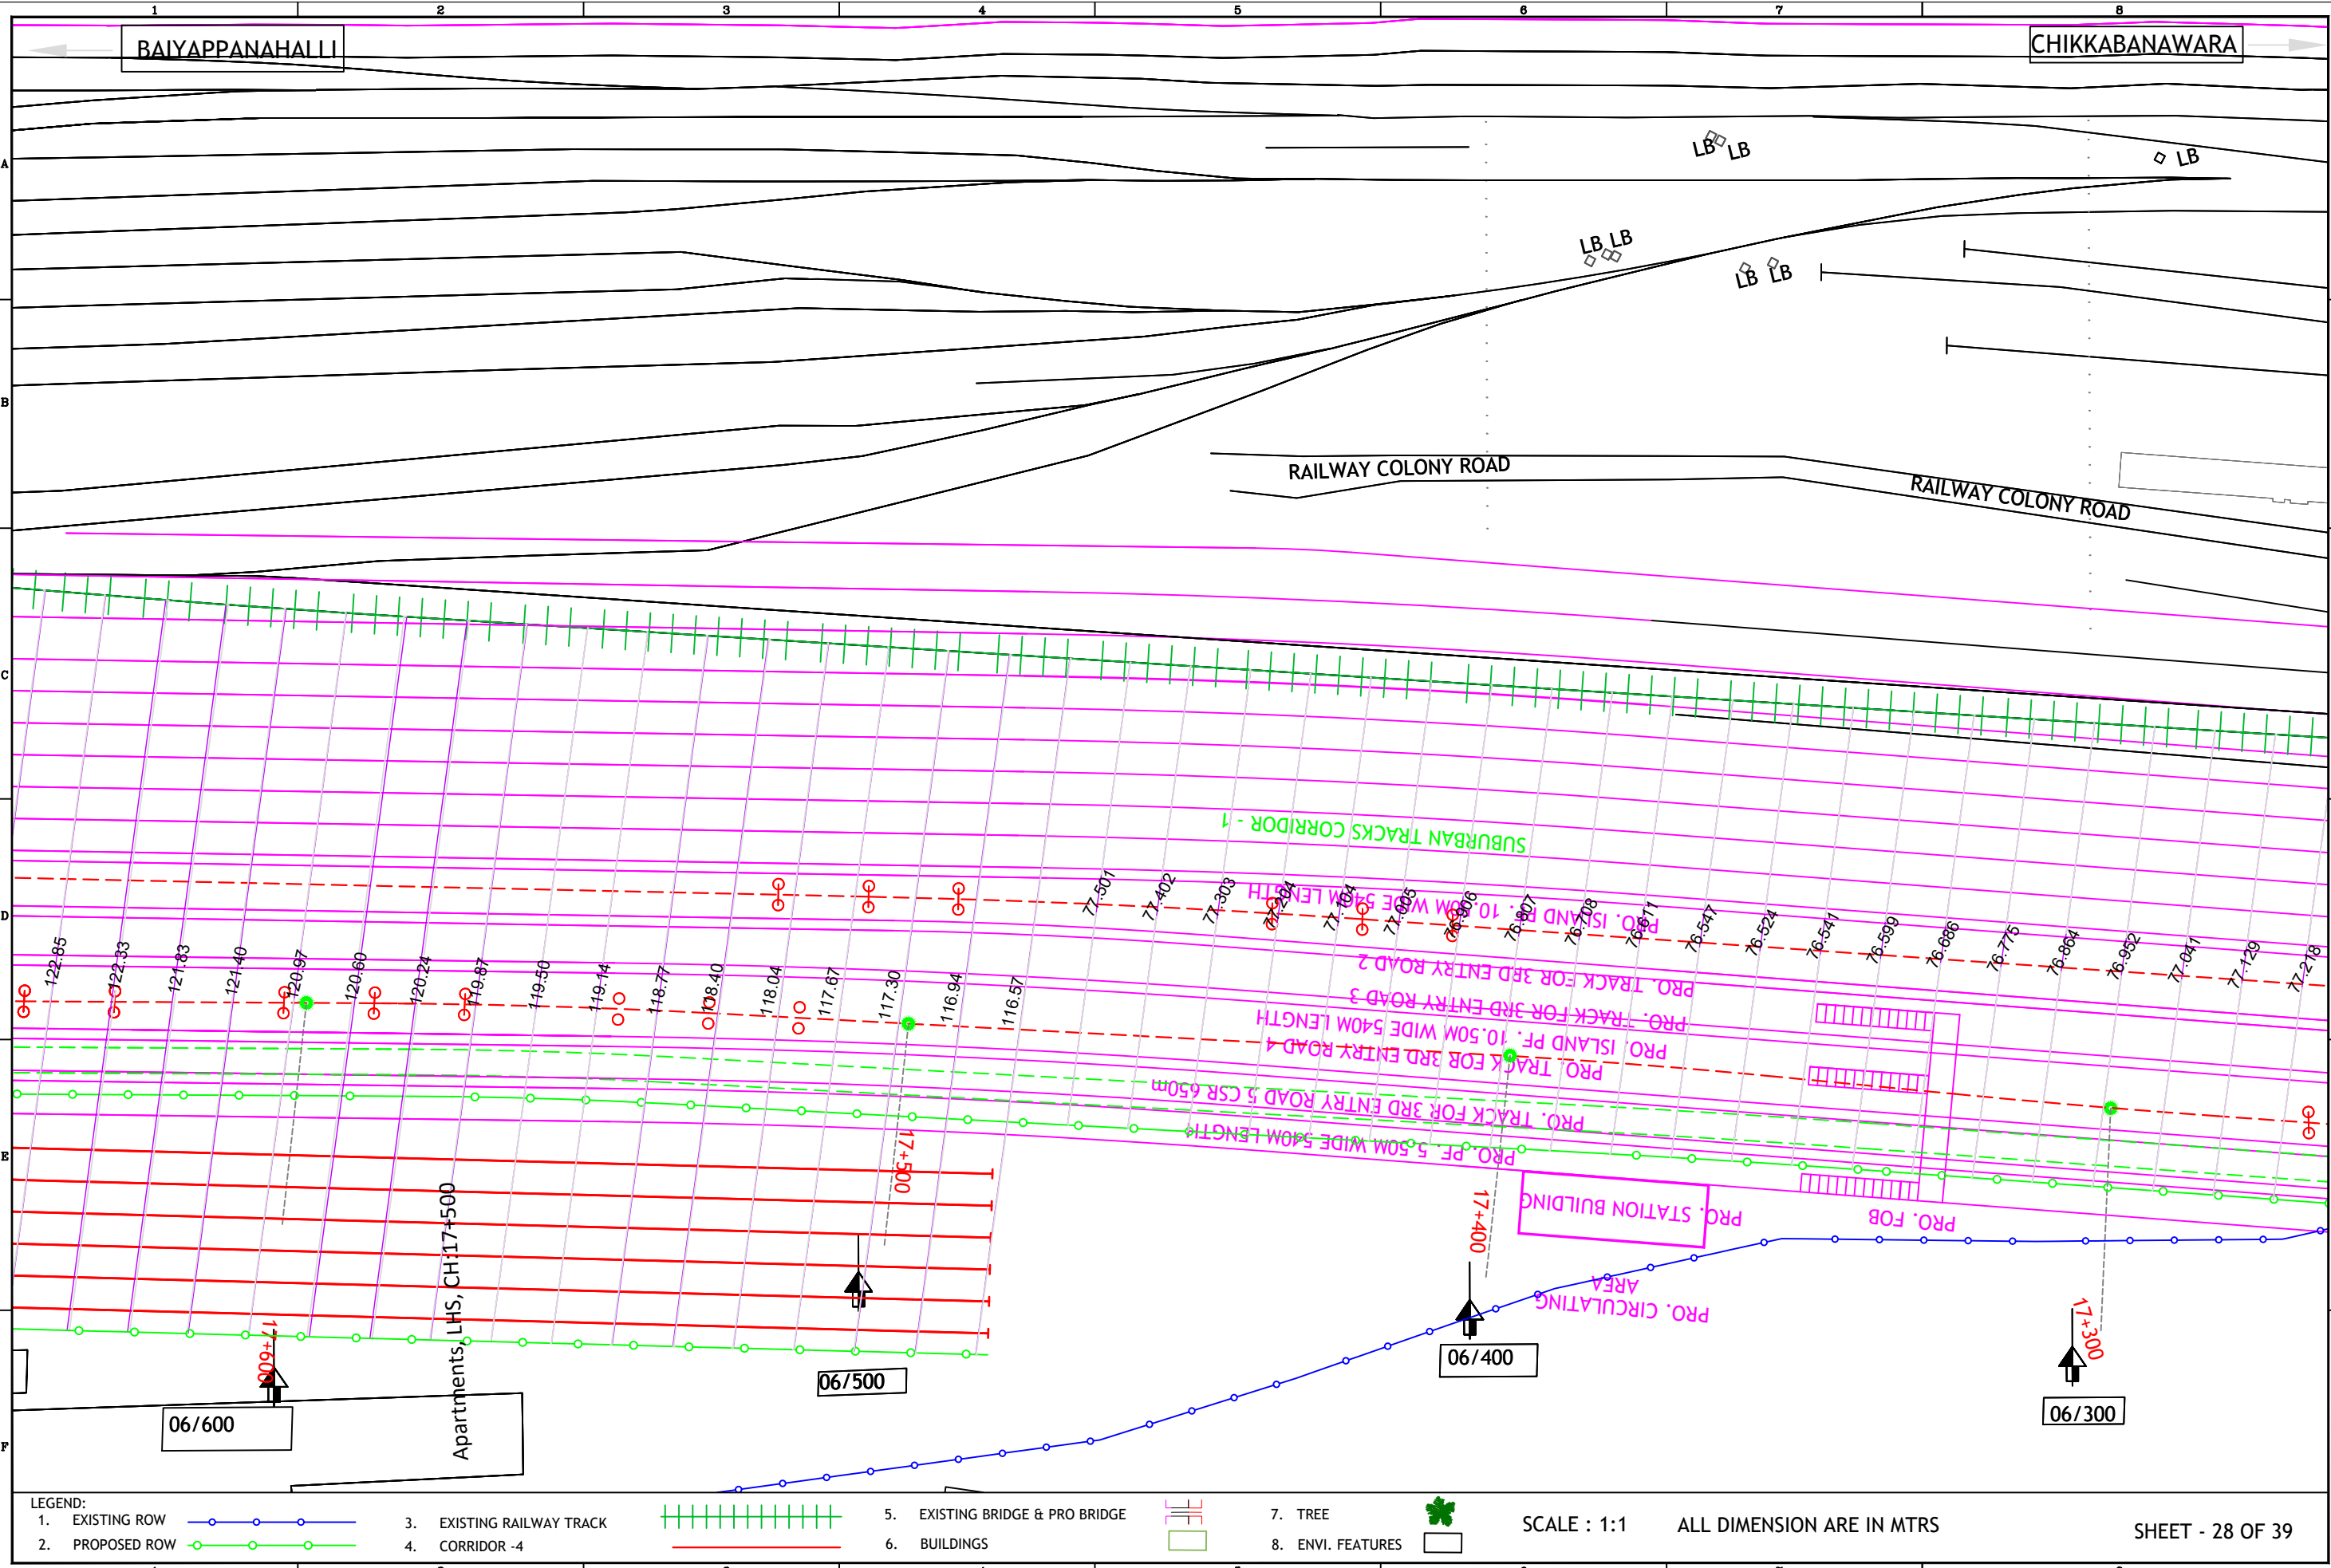 1 2 3 4 5 6 7 8
BAIYAPPANAHALLI
CHIKKABANAWARA
A
LB LB
LB
LB LB
LB LB
B
RAILWAY COLONY ROAD
RAILWAY COLONY ROAD
C
SUBURBAN TRACKS CORRIDOR - 1
D
PRO. ISLAND PF. 10.50M WIDE 540M LENGTH
77.501
77.402
77.303
77.204
77.104
77.005
76.906
76.807
76.708
76.611
76.547
76.524
76.541
76.599
76.686
76.775
76.864
76.952
77.041
77.129
77.218
122.85
122.33
121.83
121.40
120.97
120.60
120.24
119.87
119.50
119.14
118.77
118.40
118.04
117.67
117.30
116.94
116.57
PRO. TRACK FOR 3RD ENTRY ROAD 2
PRO. TRACK FOR 3RD ENTRY ROAD 3
PRO. ISLAND PF. 10.50M WIDE 540M LENGTH
PRO. TRACK FOR 3RD ENTRY ROAD 4
PRO. TRACK FOR 3RD ENTRY ROAD 5 CSR 650m
PRO. PF. 5.50M WIDE 540M LENGTH
E
17+500
17+400
PRO. STATION BUILDING
PRO. FOB
PRO. CIRCULATING
AREA
17+300
17+600
Apartments, LHS, CH:17+500
06/600
06/500
06/400
06/300
F
LEGEND:
1. EXISTING ROW
2. PROPOSED ROW
3. EXISTING RAILWAY TRACK
4. CORRIDOR -4
5. EXISTING BRIDGE & PRO BRIDGE
6. BUILDINGS
7. TREE
8. ENVI. FEATURES
SCALE : 1:1
ALL DIMENSION ARE IN MTRS
SHEET - 28 OF 39